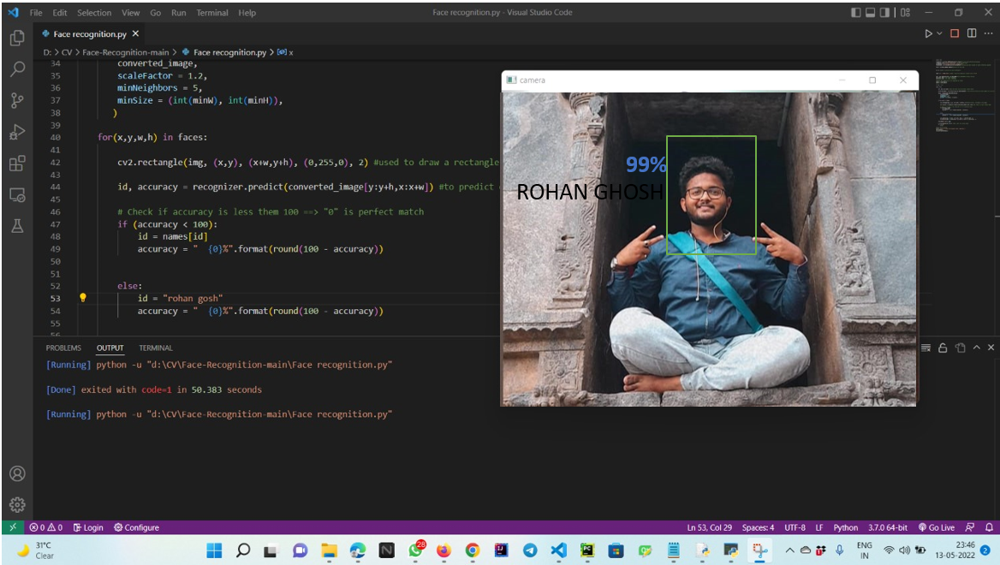 File Edit Selection View Go Run Terminal Help
Face recognition.py - Visual Studio Code
Face recognition.py
D: > CV > Face-Recognition-main > Face recognition.py > x
34 converted_image,
35 scaleFactor = 1.2,
36 minNeighbors = 5,
37 minSize = (int(minW), int(minH)),
38 )
39
40 for(x,y,w,h) in faces:
41
42 cv2.rectangle(img, (x,y), (x+w,y+h), (0,255,0), 2) #used to draw a rectangle
43
44 id, accuracy = recognizer.predict(converted_image[y:y+h,x:x+w]) #to predict
45
46 # Check if accuracy is less them 100 ==> "0" is perfect match
47 if (accuracy < 100):
48 id = names[id]
49 accuracy = "  {0}%".format(round(100 - accuracy))
50
51
52 else:
53 id = "rohan gosh"
54 accuracy = "  {0}%".format(round(100 - accuracy))
55
56
camera
99%
ROHAN GHOSH
PROBLEMS OUTPUT TERMINAL
[Running] python -u "d:\CV\Face-Recognition-main\Face recognition.py"
[Done] exited with code=1 in 50.383 seconds
[Running] python -u "d:\CV\Face-Recognition-main\Face recognition.py"
0 0 Login Configure
Ln 53, Col 29 Spaces: 4 UTF-8 LF Python 3.7.0 64-bit Go Live
31°C
Clear
28
ENG
IN
23:46
13-05-2022
2